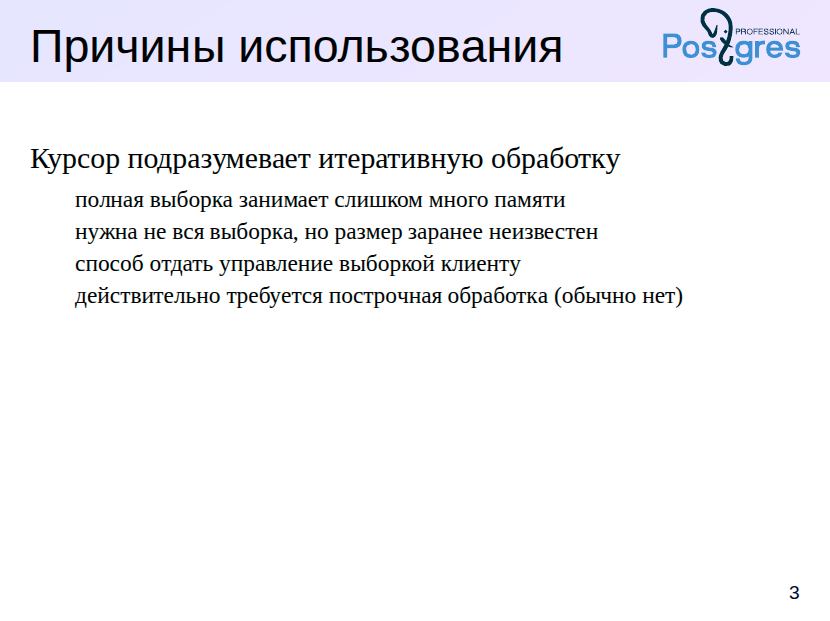 Причины использования
PROFESSIONAL
Postgres
Курсор подразумевает итеративную обработку
полная выборка занимает слишком много памяти
нужна не вся выборка, но размер заранее неизвестен
способ отдать управление выборкой клиенту
действительно требуется построчная обработка (обычно нет)
3